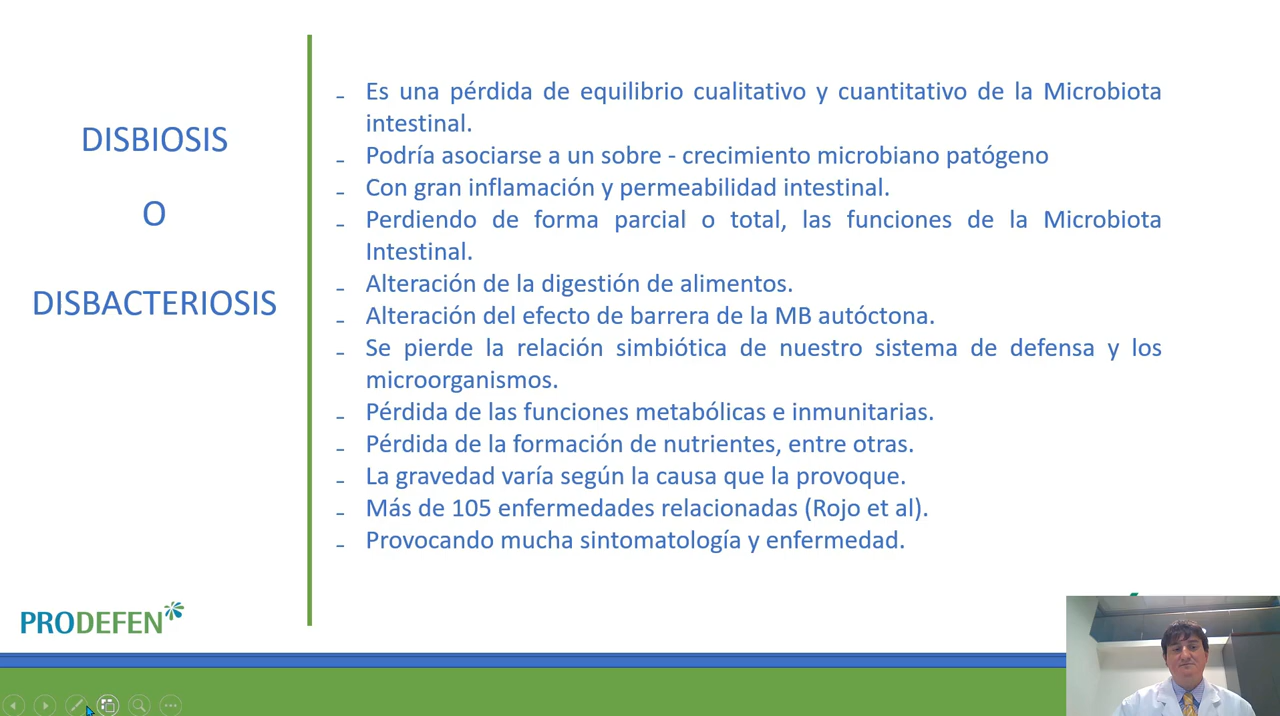 DISBIOSIS
O
DISBACTERIOSIS
- Es una pérdida de equilibrio cualitativo y cuantitativo de la Microbiota
intestinal.
- Podría asociarse a un sobre - crecimiento microbiano patógeno
- Con gran inflamación y permeabilidad intestinal.
- Perdiendo de forma parcial o total, las funciones de la Microbiota
Intestinal.
- Alteración de la digestión de alimentos.
- Alteración del efecto de barrera de la MB autóctona.
- Se pierde la relación simbiótica de nuestro sistema de defensa y los
microorganismos.
- Pérdida de las funciones metabólicas e inmunitarias.
- Pérdida de la formación de nutrientes, entre otras.
- La gravedad varía según la causa que la provoque.
- Más de 105 enfermedades relacionadas (Rojo et al).
- Provocando mucha sintomatología y enfermedad.
PRODEFEN